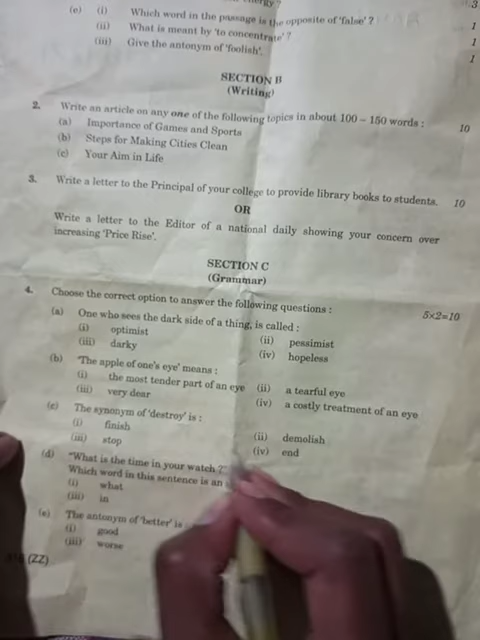 (e) (i) Which word in the passage is the opposite of 'false' ? 1
(ii) What is meant by 'to concentrate' ? 1
(iii) Give the antonym of 'foolish'. 1
SECTION B
(Writing)
2. Write an article on any one of the following topics in about 100 – 150 words : 10
(a) Importance of Games and Sports
(b) Steps for Making Cities Clean
(c) Your Aim in Life
3. Write a letter to the Principal of your college to provide library books to students. 10
OR
Write a letter to the Editor of a national daily showing your concern over
increasing 'Price Rise'.
SECTION C
(Grammar)
4. Choose the correct option to answer the following questions : 5×2=10
(a) One who sees the dark side of a thing, is called :
(i) optimist (ii) pessimist
(iii) darky (iv) hopeless
(b) 'The apple of one's eye' means :
(i) the most tender part of an eye (ii) a tearful eye
(iii) very dear (iv) a costly treatment of an eye
(c) The synonym of 'destroy' is :
(i) finish (ii) demolish
(iii) stop (iv) end
(d) "What is the time in your watch ?"
Which word in this sentence is an
(i) what
(iii) in
(e) The antonym of 'better' is
(i) good
(iii) worse
(ZZ)